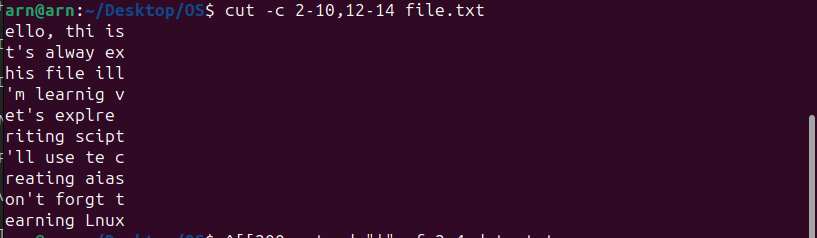 arn@arn:~/Desktop/OS$ cut -c 2-10,12-14 file.txt
ello, thi is
t's alway ex
his file ill
'm learnig v
et's explre
riting scipt
'll use te c
reating aias
on't forgt t
earning Lnux